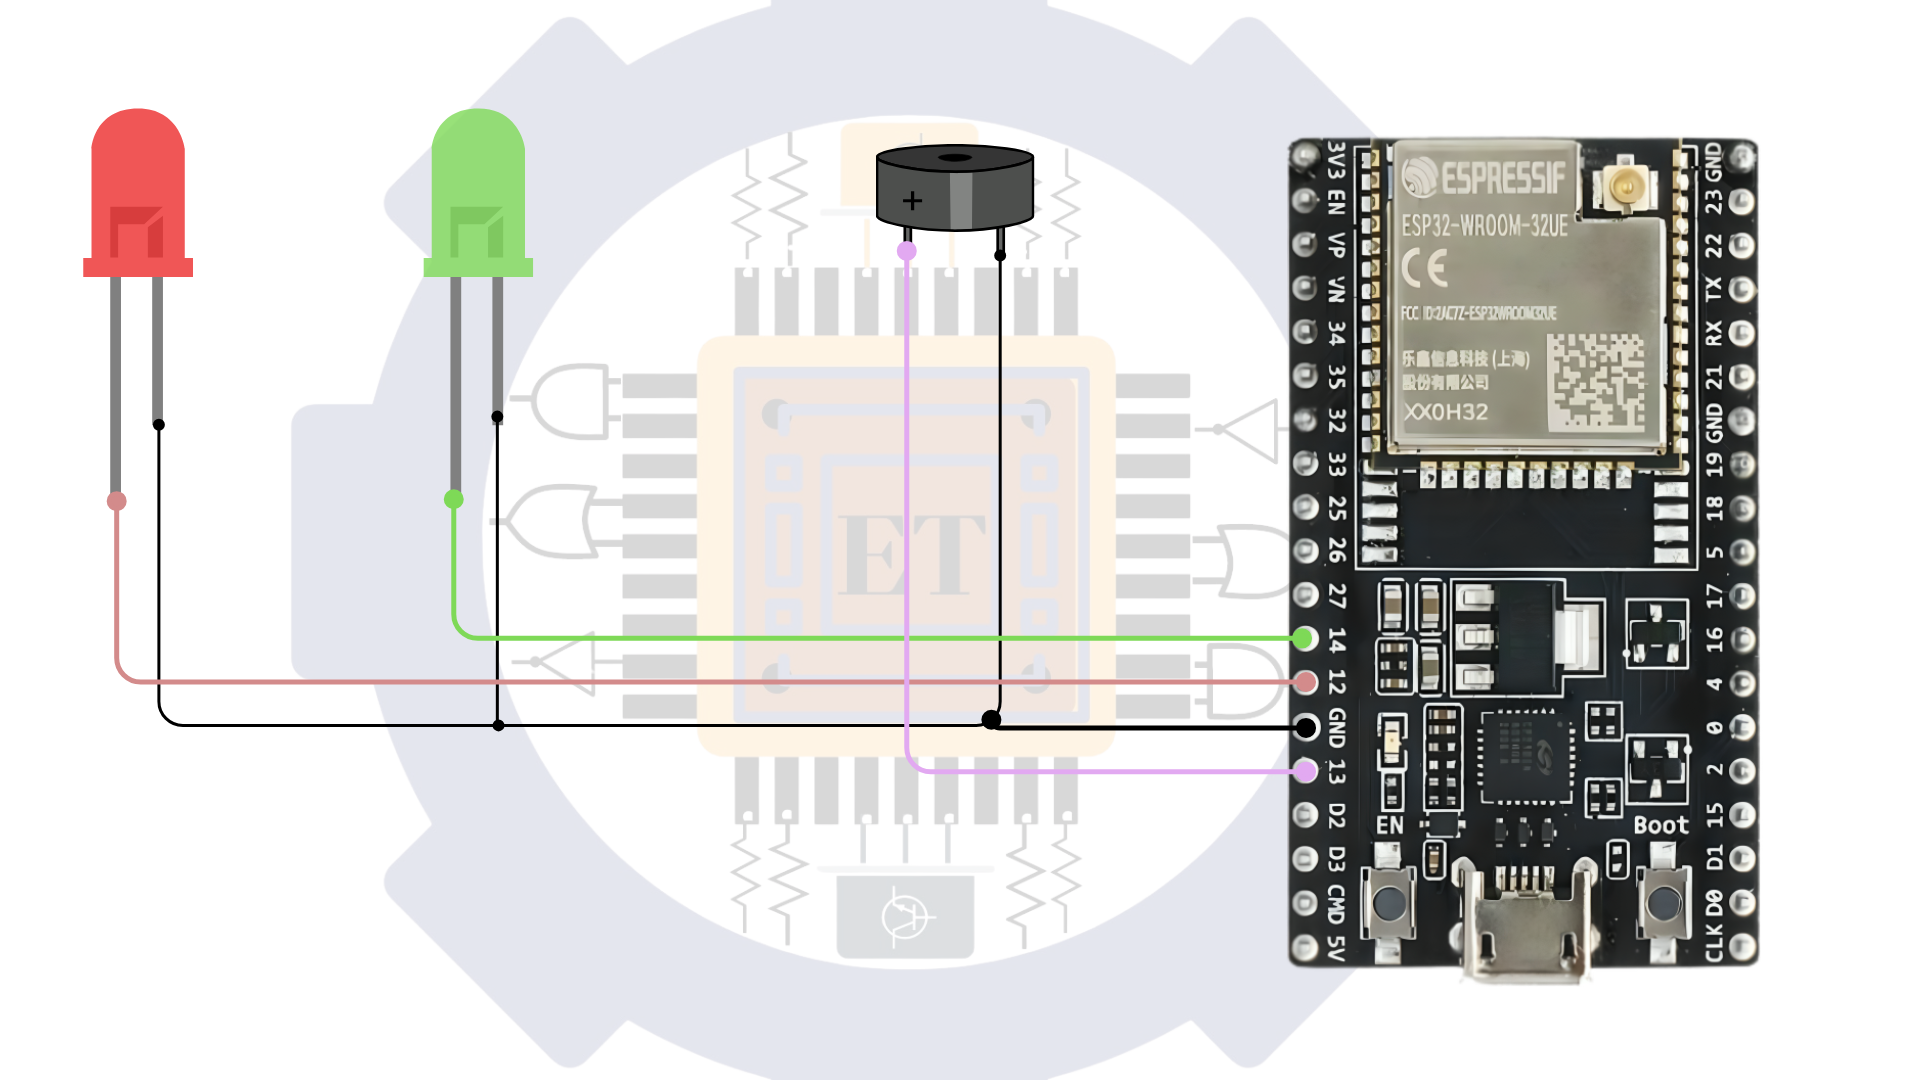 +
ET
3V3
EN
VP
VN
34
35
32
33
25
26
27
14
12
GND
13
D2
D3
CMD
5V
ESPRESSIF
ESP32-WROOM-32UE
CE
FCC ID:2AC7Z-ESP32WROOM32UE
乐鑫信息科技 (上海)
股份有限公司
XX0H32
EN
Boot
GND
23
22
TX
RX
21
GND
19
18
5
17
16
4
0
2
15
D1
D0
CLK